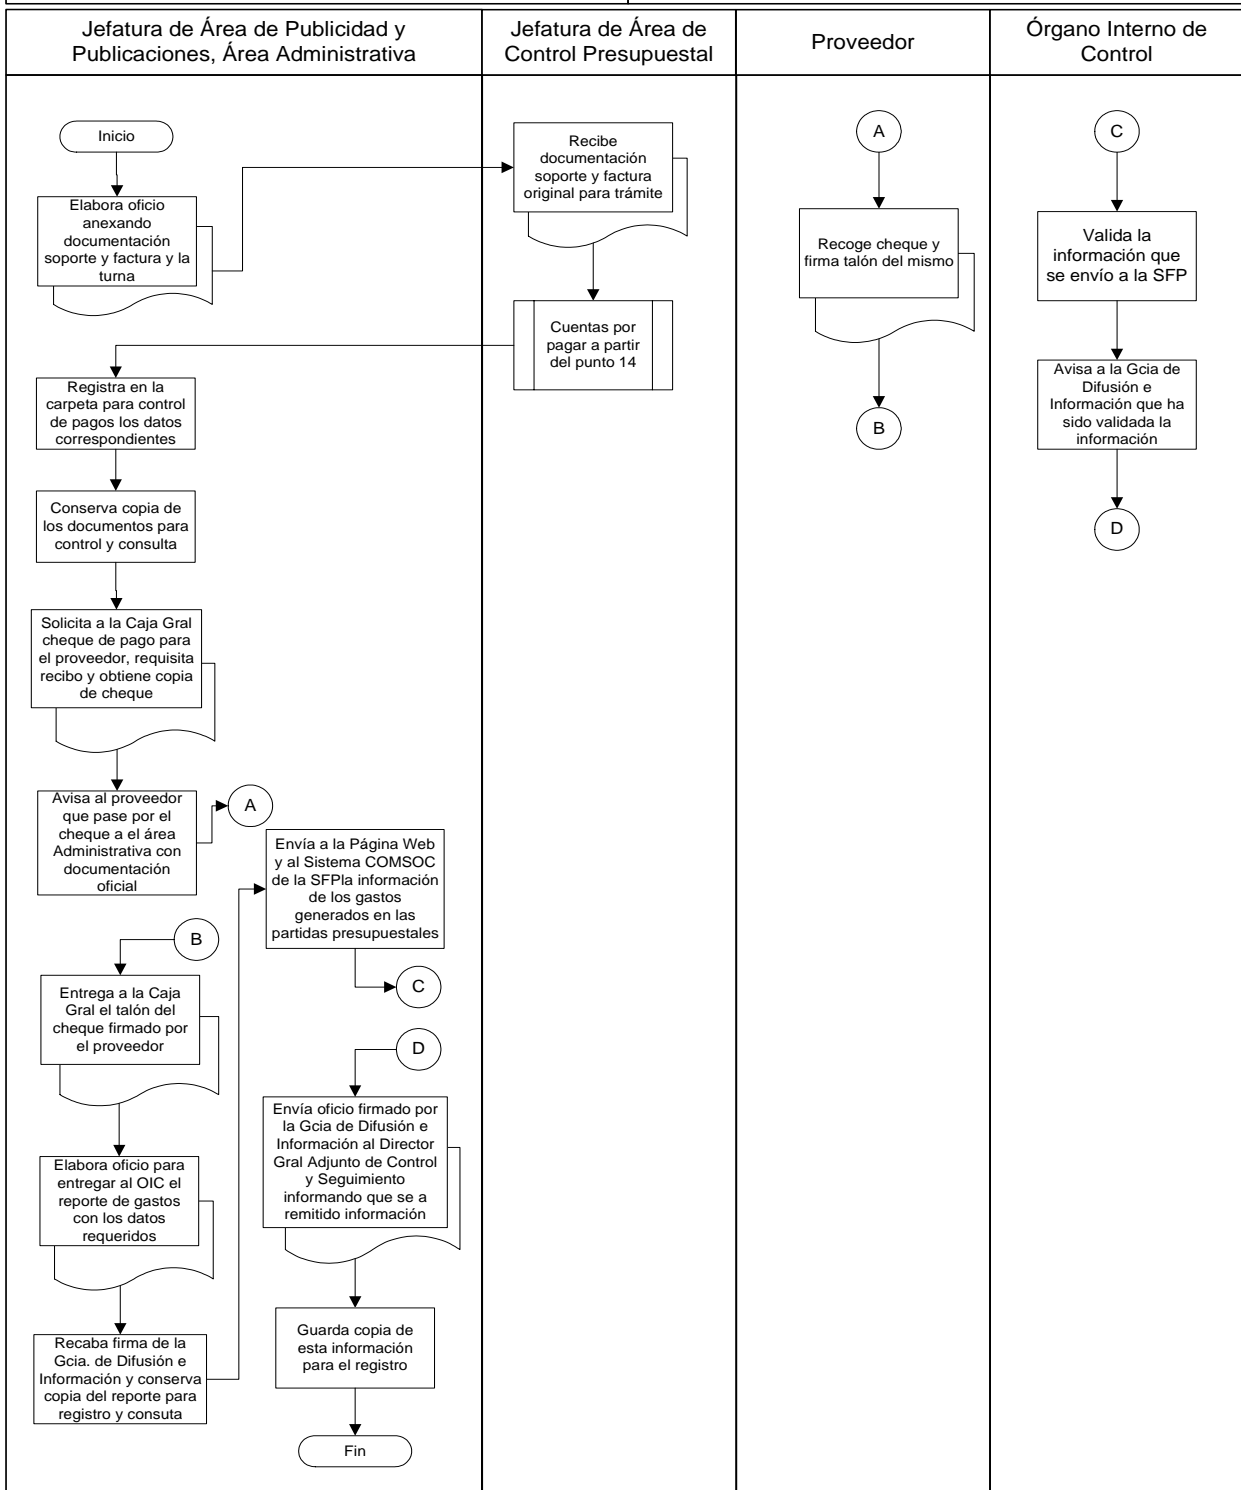 Jefatura de Área de Publicidad y
Publicaciones, Área Administrativa
Jefatura de Área de
Control Presupuestal
Proveedor
Órgano Interno de
Control
Inicio
Elabora oficio
anexando
documentación
soporte y factura y la
turna
Registra en la
carpeta para control
de pagos los datos
correspondientes
Conserva copia de
los documentos para
control y consulta
Solicita a la Caja Gral
cheque de pago para
el proveedor, requisita
recibo y obtiene copia
de cheque
Avisa al proveedor
que pase por el
cheque a el área
Administrativa con
documentación
oficial
A
B
Entrega a la Caja
Gral el talón del
cheque firmado por
el proveedor
Elabora oficio para
entregar al OIC el
reporte de gastos
con los datos
requeridos
Recaba firma de la
Gcia. de Difusión e
Información y conserva
copia del reporte para
registro y consuta
Envía a la Página Web
y al Sistema COMSOC
de la SFPla información
de los gastos
generados en las
partidas presupuestales
C
D
Envía oficio firmado por
la Gcia de Difusión e
Información al Director
Gral Adjunto de Control
y Seguimiento
informando que se a
remitido información
Guarda copia de
esta información
para el registro
Fin
Recibe
documentación
soporte y factura
original para trámite
Cuentas por
pagar a partir
del punto 14
A
Recoge cheque y
firma talón del mismo
B
C
Valida la
información que
se envío a la SFP
Avisa a la Gcia de
Difusión e
Información que ha
sido validada la
información
D